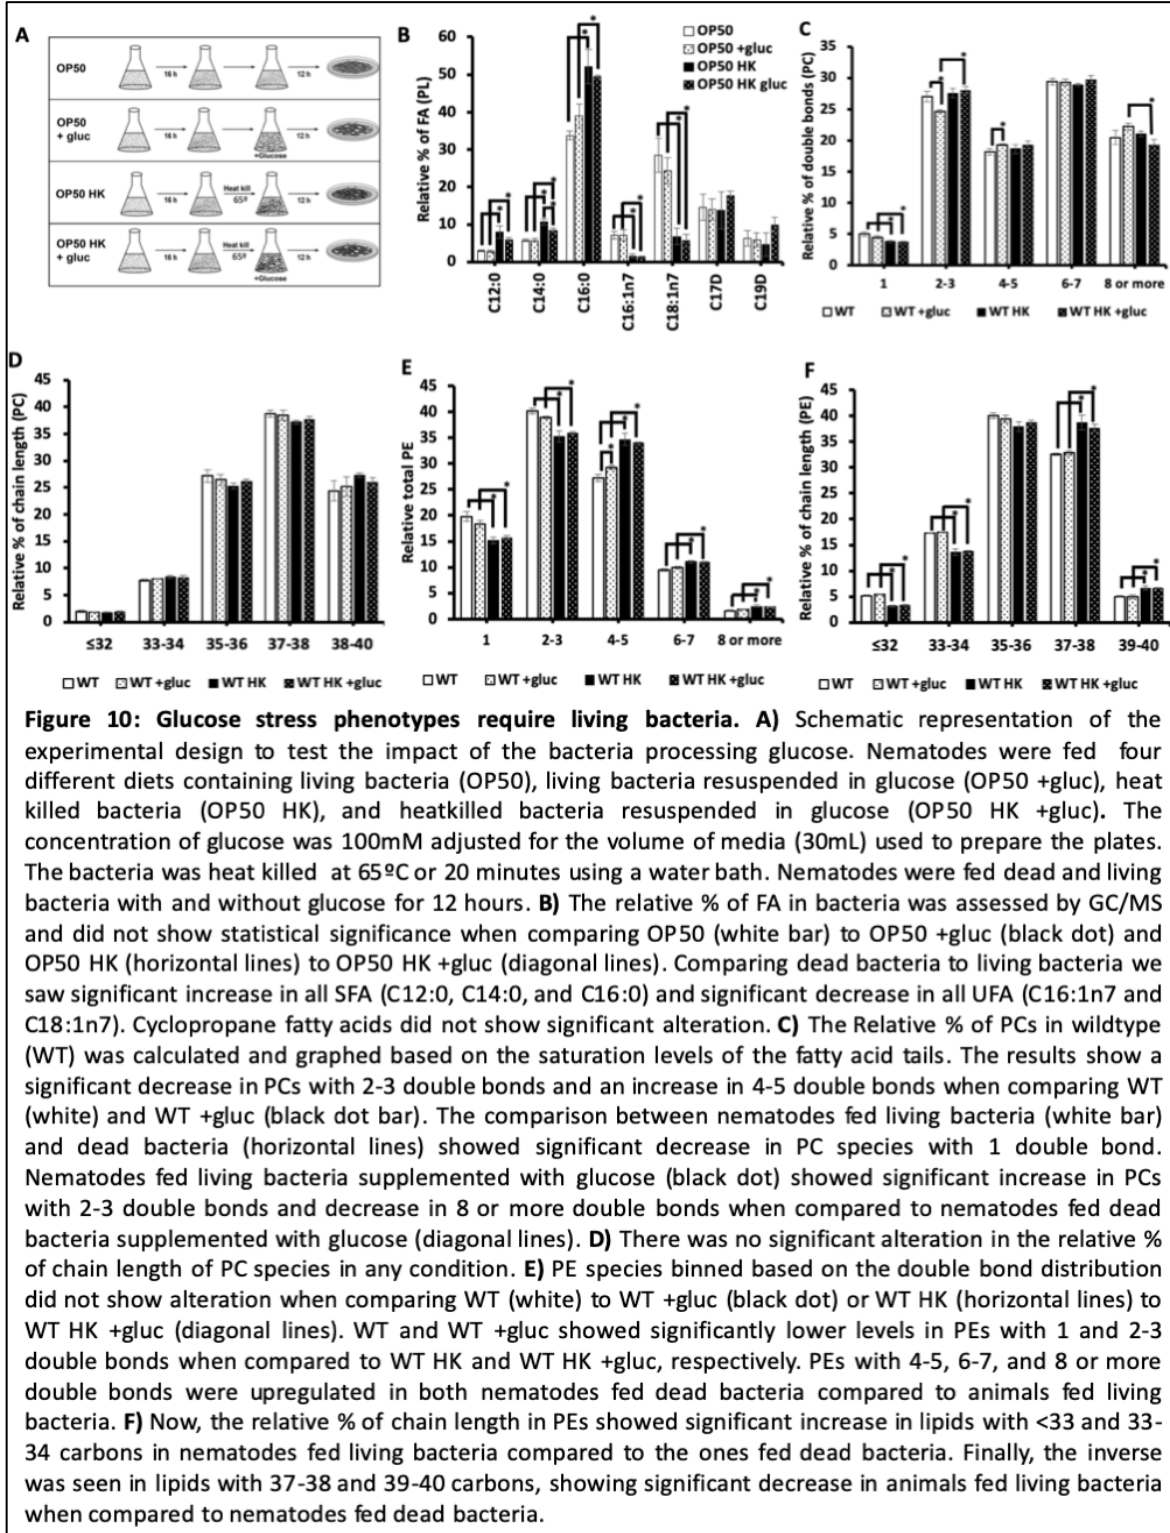 A
OP50
16 h
12 h
OP50
+ gluc
16 h
12 h
+Glucose
OP50 HK
16 h
Heat kill
65º
12 h
OP50 HK
+ gluc
16 h
Heat kill
65º
12 h
+Glucose
B
Relative % of FA (PL)
60
50
40
30
20
10
0
OP50
OP50 +gluc
OP50 HK
OP50 HK gluc
* * * * * * * * * * * *
C12:0 C14:0 C16:0 C16:1n7 C18:1n7 C17D C19D
C
Relative % of double bonds (PC)
35
30
25
20
15
10
5
0
* * * * * *
1 2-3 4-5 6-7 8 or more
WT WT +gluc WT HK WT HK +gluc
D
Relative % of chain length (PC)
45
40
35
30
25
20
15
10
5
0
≤32 33-34 35-36 37-38 38-40
WT WT +gluc WT HK WT HK +gluc
E
Relative total PE
45
40
35
30
25
20
15
10
5
0
* * * * * * * * * * *
1 2-3 4-5 6-7 8 or more
WT WT +gluc WT HK WT HK +gluc
F
Relative % of chain length (PE)
45
40
35
30
25
20
15
10
5
0
* * * * * * * *
≤32 33-34 35-36 37-38 39-40
WT WT +gluc WT HK WT HK +gluc
Figure 10: Glucose stress phenotypes require living bacteria. A) Schematic representation of the
experimental design to test the impact of the bacteria processing glucose. Nematodes were fed four
different diets containing living bacteria (OP50), living bacteria resuspended in glucose (OP50 +gluc), heat
killed bacteria (OP50 HK), and heatkilled bacteria resuspended in glucose (OP50 HK +gluc). The
concentration of glucose was 100mM adjusted for the volume of media (30mL) used to prepare the plates.
The bacteria was heat killed at 65ºC or 20 minutes using a water bath. Nematodes were fed dead and living
bacteria with and without glucose for 12 hours. B) The relative % of FA in bacteria was assessed by GC/MS
and did not show statistical significance when comparing OP50 (white bar) to OP50 +gluc (black dot) and
OP50 HK (horizontal lines) to OP50 HK +gluc (diagonal lines). Comparing dead bacteria to living bacteria we
saw significant increase in all SFA (C12:0, C14:0, and C16:0) and significant decrease in all UFA (C16:1n7 and
C18:1n7). Cyclopropane fatty acids did not show significant alteration. C) The Relative % of PCs in wildtype
(WT) was calculated and graphed based on the saturation levels of the fatty acid tails. The results show a
significant decrease in PCs with 2-3 double bonds and an increase in 4-5 double bonds when comparing WT
(white) and WT +gluc (black dot bar). The comparison between nematodes fed living bacteria (white bar)
and dead bacteria (horizontal lines) showed significant decrease in PC species with 1 double bond.
Nematodes fed living bacteria supplemented with glucose (black dot) showed significant increase in PCs
with 2-3 double bonds and decrease in 8 or more double bonds when compared to nematodes fed dead
bacteria supplemented with glucose (diagonal lines). D) There was no significant alteration in the relative %
of chain length of PC species in any condition. E) PE species binned based on the double bond distribution
did not show alteration when comparing WT (white) to WT +gluc (black dot) or WT HK (horizontal lines) to
WT HK +gluc (diagonal lines). WT and WT +gluc showed significantly lower levels in PEs with 1 and 2-3
double bonds when compared to WT HK and WT HK +gluc, respectively. PEs with 4-5, 6-7, and 8 or more
double bonds were upregulated in both nematodes fed dead bacteria compared to animals fed living
bacteria. F) Now, the relative % of chain length in PEs showed significant increase in lipids with <33 and 33-
34 carbons in nematodes fed living bacteria compared to the ones fed dead bacteria. Finally, the inverse
was seen in lipids with 37-38 and 39-40 carbons, showing significant decrease in animals fed living bacteria
when compared to nematodes fed dead bacteria.